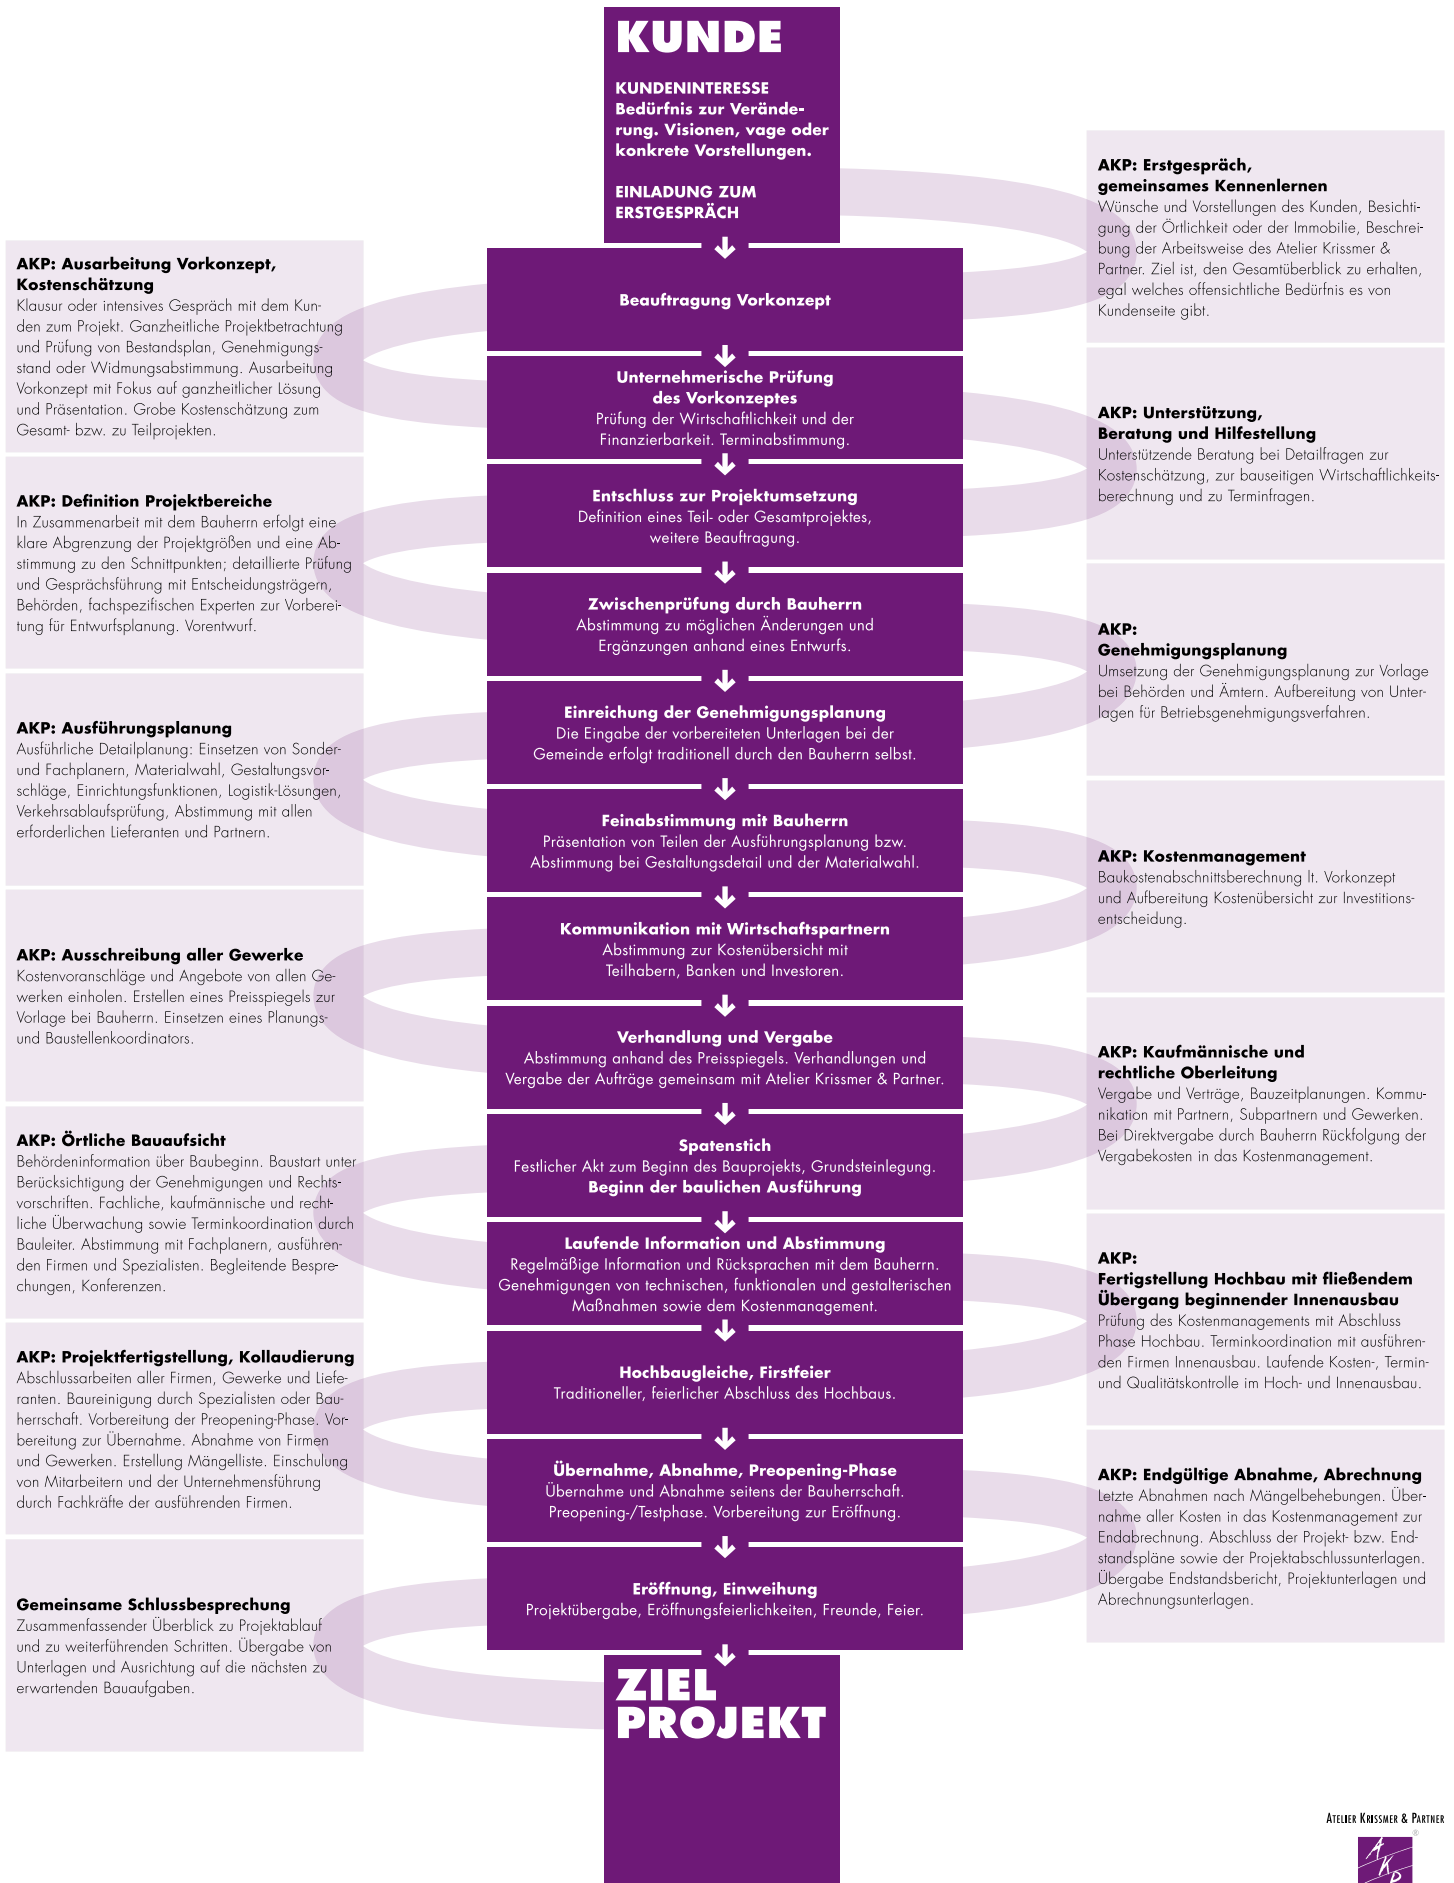 KUNDE
KUNDENINTERESSE
Bedürfnis zur Verände-
rung. Visionen, vage oder
konkrete Vorstellungen.
EINLADUNG ZUM
ERSTGESPRÄCH
AKP: Erstgespräch,
gemeinsames Kennenlernen
Wünsche und Vorstellungen des Kunden, Besichti-
gung der Örtlichkeit oder der Immobilie, Beschrei-
bung der Arbeitsweise des Atelier Krissmer &
Partner. Ziel ist, den Gesamtüberblick zu erhalten,
egal welches offensichtliche Bedürfnis es von
Kundenseite gibt.
Beauftragung Vorkonzept
AKP: Ausarbeitung Vorkonzept,
Kostenschätzung
Klausur oder intensives Gespräch mit dem Kun-
den zum Projekt. Ganzheitliche Projektbetrachtung
und Prüfung von Bestandsplan, Genehmigungs-
stand oder Widmungsabstimmung. Ausarbeitung
Vorkonzept mit Fokus auf ganzheitlicher Lösung
und Präsentation. Grobe Kostenschätzung zum
Gesamt- bzw. zu Teilprojekten.
Unternehmerische Prüfung
des Vorkonzeptes
Prüfung der Wirtschaftlichkeit und der
Finanzierbarkeit. Terminabstimmung.
AKP: Unterstützung,
Beratung und Hilfestellung
Unterstützende Beratung bei Detailfragen zur
Kostenschätzung, zur bauseitigen Wirtschaftlichkeits-
berechnung und zu Terminfragen.
Entschluss zur Projektumsetzung
Definition eines Teil- oder Gesamtprojektes,
weitere Beauftragung.
AKP: Definition Projektbereiche
In Zusammenarbeit mit dem Bauherrn erfolgt eine
klare Abgrenzung der Projektgrößen und eine Ab-
stimmung zu den Schnittpunkten; detaillierte Prüfung
und Gesprächsführung mit Entscheidungsträgern,
Behörden, fachspezifischen Experten zur Vorberei-
tung für Entwurfsplanung. Vorentwurf.
Zwischenprüfung durch Bauherrn
Abstimmung zu möglichen Änderungen und
Ergänzungen anhand eines Entwurfs.
AKP:
Genehmigungsplanung
Umsetzung der Genehmigungsplanung zur Vorlage
bei Behörden und Ämtern. Aufbereitung von Unter-
lagen für Betriebsgenehmigungsverfahren.
Einreichung der Genehmigungsplanung
Die Eingabe der vorbereiteten Unterlagen bei der
Gemeinde erfolgt traditionell durch den Bauherrn selbst.
AKP: Ausführungsplanung
Ausführliche Detailplanung: Einsetzen von Sonder-
und Fachplanern, Materialwahl, Gestaltungsvor-
schläge, Einrichtungsfunktionen, Logistik-Lösungen,
Verkehrsablaufsprüfung, Abstimmung mit allen
erforderlichen Lieferanten und Partnern.
Feinabstimmung mit Bauherrn
Präsentation von Teilen der Ausführungsplanung bzw.
Abstimmung bei Gestaltungsdetail und der Materialwahl.
AKP: Kostenmanagement
Baukostenabschnittsberechnung lt. Vorkonzept
und Aufbereitung Kostenübersicht zur Investitions-
entscheidung.
Kommunikation mit Wirtschaftspartnern
Abstimmung zur Kostenübersicht mit
Teilhabern, Banken und Investoren.
AKP: Ausschreibung aller Gewerke
Kostenvoranschläge und Angebote von allen Ge-
werken einholen. Erstellen eines Preisspiegels zur
Vorlage bei Bauherrn. Einsetzen eines Planungs-
und Baustellenkoordinators.
Verhandlung und Vergabe
Abstimmung anhand des Preisspiegels. Verhandlungen und
Vergabe der Aufträge gemeinsam mit Atelier Krissmer & Partner.
AKP: Kaufmännische und
rechtliche Oberleitung
Vergabe und Verträge, Bauzeitplanungen. Kommu-
nikation mit Partnern, Subpartnern und Gewerken.
Bei Direktvergabe durch Bauherrn Rückfolgung der
Vergabekosten in das Kostenmanagement.
Spatenstich
Festlicher Akt zum Beginn des Bauprojekts, Grundsteinlegung.
Beginn der baulichen Ausführung
AKP: Örtliche Bauaufsicht
Behördeninformation über Baubeginn. Baustart unter
Berücksichtigung der Genehmigungen und Rechts-
vorschriften. Fachliche, kaufmännische und recht-
liche Überwachung sowie Terminkoordination durch
Bauleiter. Abstimmung mit Fachplanern, ausführen-
den Firmen und Spezialisten. Begleitende Bespre-
chungen, Konferenzen.
Laufende Information und Abstimmung
Regelmäßige Information und Rücksprachen mit dem Bauherrn.
Genehmigungen von technischen, funktionalen und gestalterischen
Maßnahmen sowie dem Kostenmanagement.
AKP:
Fertigstellung Hochbau mit fließendem
Übergang beginnender Innenausbau
Prüfung des Kostenmanagements mit Abschluss
Phase Hochbau. Terminkoordination mit ausführen-
den Firmen Innenausbau. Laufende Kosten-, Termin-
und Qualitätskontrolle im Hoch- und Innenausbau.
Hochbaugleiche, Firstfeier
Traditioneller, feierlicher Abschluss des Hochbaus.
AKP: Projektfertigstellung, Kollaudierung
Abschlussarbeiten aller Firmen, Gewerke und Liefe-
ranten. Baureinigung durch Spezialisten oder Bau-
herrschaft. Vorbereitung der Preopening-Phase. Vor-
bereitung zur Übernahme. Abnahme von Firmen
und Gewerken. Erstellung Mängelliste. Einschulung
von Mitarbeitern und der Unternehmensführung
durch Fachkräfte der ausführenden Firmen.
Übernahme, Abnahme, Preopening-Phase
Übernahme und Abnahme seitens der Bauherrschaft.
Preopening-/Testphase. Vorbereitung zur Eröffnung.
AKP: Endgültige Abnahme, Abrechnung
Letzte Abnahmen nach Mängelbehebungen. Über-
nahme aller Kosten in das Kostenmanagement zur
Endabrechnung. Abschluss der Projekt- bzw. End-
standspläne sowie der Projektabschlussunterlagen.
Übergabe Endstandsbericht, Projektunterlagen und
Abrechnungsunterlagen.
Eröffnung, Einweihung
Projektübergabe, Eröffnungsfeierlichkeiten, Freunde, Feier.
Gemeinsame Schlussbesprechung
Zusammenfassender Überblick zu Projektablauf
und zu weiterführenden Schritten. Übergabe von
Unterlagen und Ausrichtung auf die nächsten zu
erwartenden Bauaufgaben.
ZIEL
PROJEKT
ATELIER KRISSMER & PARTNER
®
AKP